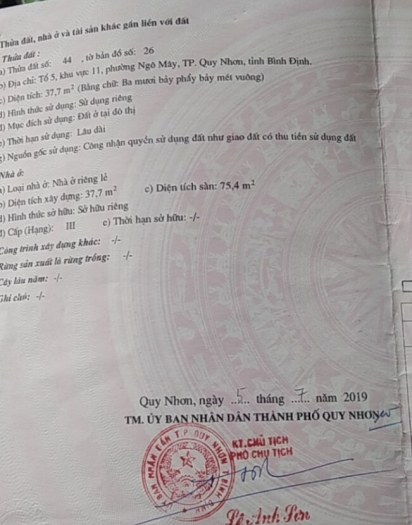 Thửa đất, nhà ở và tài sản khác gắn liền với đất
Thửa đất:
a) Thửa đất số: 44 , tờ bản đồ số: 26
b) Địa chỉ: Tổ 5, khu vực 11, phường Ngô Mây, TP. Quy Nhơn, tỉnh Bình Định.
c) Diện tích: 37,7 m² (Bằng chữ: Ba mươi bảy phẩy bảy mét vuông)
d) Hình thức sử dụng: Sử dụng riêng
đ) Mục đích sử dụng: Đất ở tại đô thị
e) Thời hạn sử dụng: Lâu dài
g) Nguồn gốc sử dụng: Công nhận quyền sử dụng đất như giao đất có thu tiền sử dụng đất
Nhà ở:
a) Loại nhà ở: Nhà ở riêng lẻ
b) Diện tích xây dựng: 37,7 m² c) Diện tích sàn: 75,4 m²
d) Hình thức sở hữu: Sở hữu riêng
đ) Cấp (Hạng): III e) Thời hạn sở hữu: -/-
Công trình xây dựng khác: -/-
Rừng sản xuất là rừng trồng: -/-
Cây lâu năm: -/-
Ghi chú: -/-
Quy Nhơn, ngày ..5.. tháng ...7.. năm 2019
TM. ỦY BAN NHÂN DÂN THÀNH PHỐ QUY NHƠN
KT.CHỦ TỊCH
PHÓ CHỦ TỊCH